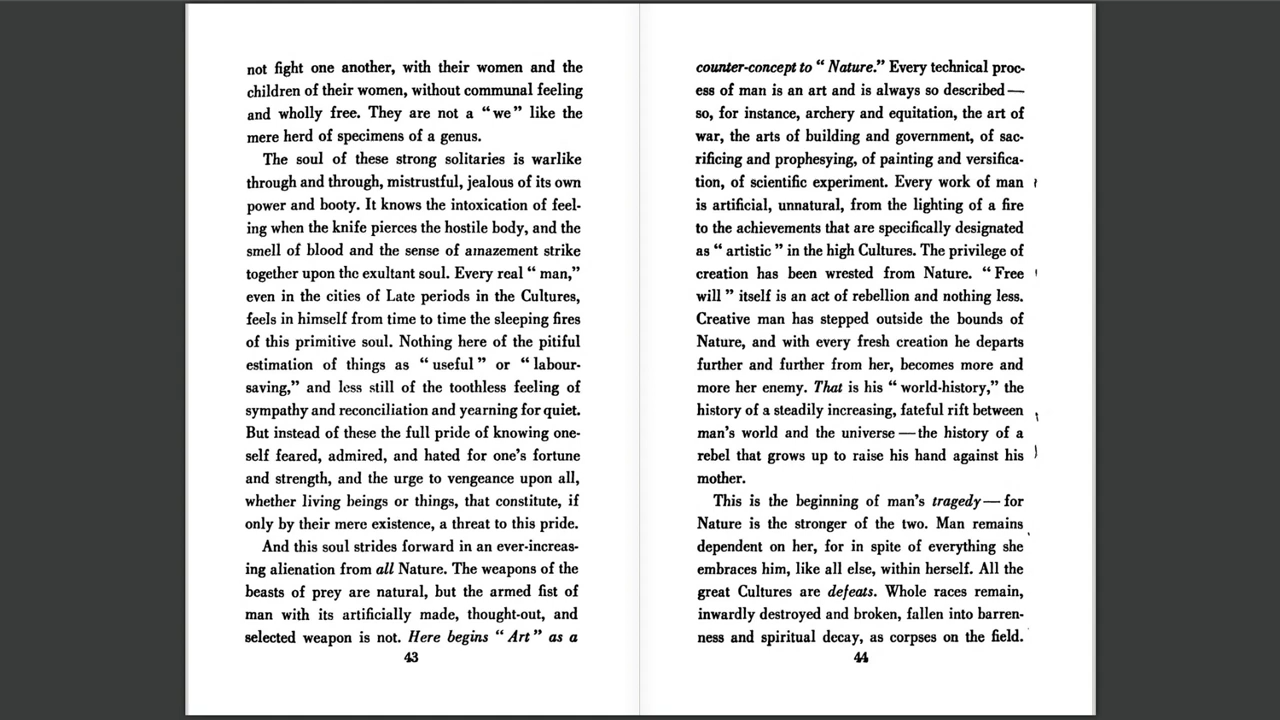 not fight one another, with their women and the
children of their women, without communal feeling
and wholly free. They are not a “we” like the
mere herd of specimens of a genus.
The soul of these strong solitaries is warlike
through and through, mistrustful, jealous of its own
power and booty. It knows the intoxication of feel-
ing when the knife pierces the hostile body, and the
smell of blood and the sense of amazement strike
together upon the exultant soul. Every real “man,”
even in the cities of Late periods in the Cultures,
feels in himself from time to time the sleeping fires
of this primitive soul. Nothing here of the pitiful
estimation of things as “useful” or “labour-
saving,” and less still of the toothless feeling of
sympathy and reconciliation and yearning for quiet.
But instead of these the full pride of knowing one-
self feared, admired, and hated for one’s fortune
and strength, and the urge to vengeance upon all,
whether living beings or things, that constitute, if
only by their mere existence, a threat to this pride.
And this soul strides forward in an ever-increas-
ing alienation from all Nature. The weapons of the
beasts of prey are natural, but the armed fist of
man with its artificially made, thought-out, and
selected weapon is not. Here begins “Art” as a
43
counter-concept to “Nature.” Every technical proc-
ess of man is an art and is always so described—
so, for instance, archery and equitation, the art of
war, the arts of building and government, of sac-
rificing and prophesying, of painting and versifica-
tion, of scientific experiment. Every work of man
is artificial, unnatural, from the lighting of a fire
to the achievements that are specifically designated
as “artistic” in the high Cultures. The privilege of
creation has been wrested from Nature. “Free
will” itself is an act of rebellion and nothing less.
Creative man has stepped outside the bounds of
Nature, and with every fresh creation he departs
further and further from her, becomes more and
more her enemy. That is his “world-history,” the
history of a steadily increasing, fateful rift between
man’s world and the universe—the history of a
rebel that grows up to raise his hand against his
mother.
This is the beginning of man’s tragedy—for
Nature is the stronger of the two. Man remains
dependent on her, for in spite of everything she
embraces him, like all else, within herself. All the
great Cultures are defeats. Whole races remain,
inwardly destroyed and broken, fallen into barren-
ness and spiritual decay, as corpses on the field.
44